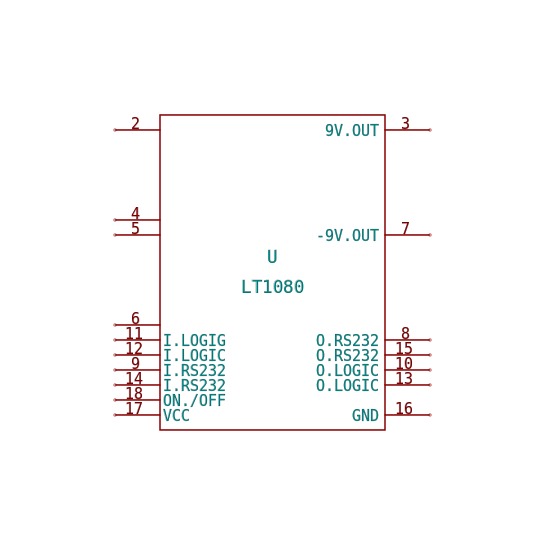 2 9V.OUT 3
4
5 -9V.OUT 7
U
LT1080
6
11 I.LOGIG O.RS232 8
12 I.LOGIC O.RS232 15
9 I.RS232 O.LOGIC 10
14 I.RS232 O.LOGIC 13
18 ON./OFF
17 VCC GND 16